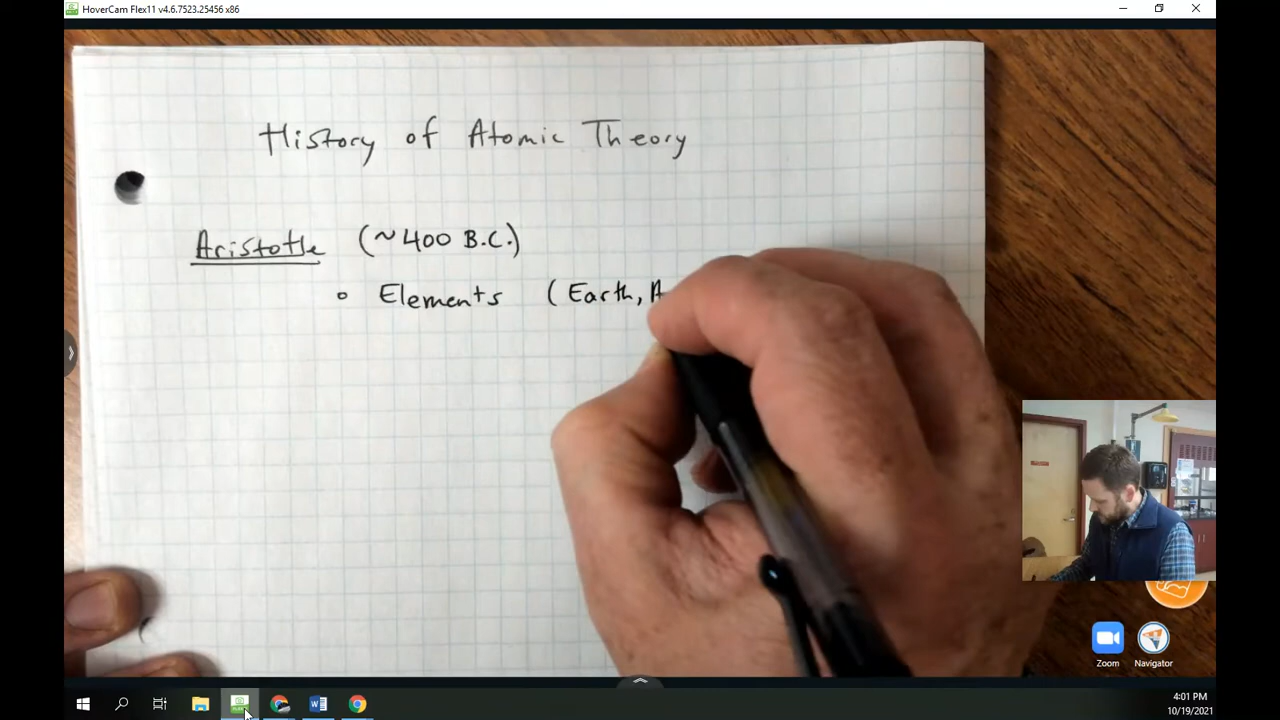 HoverCam Flex11 v4.6.7523.25456 x86
History of Atomic Theory
Aristotle (~400 B.C.)
Elements (Earth, A
Zoom Navigator
4:01 PM
10/19/2021